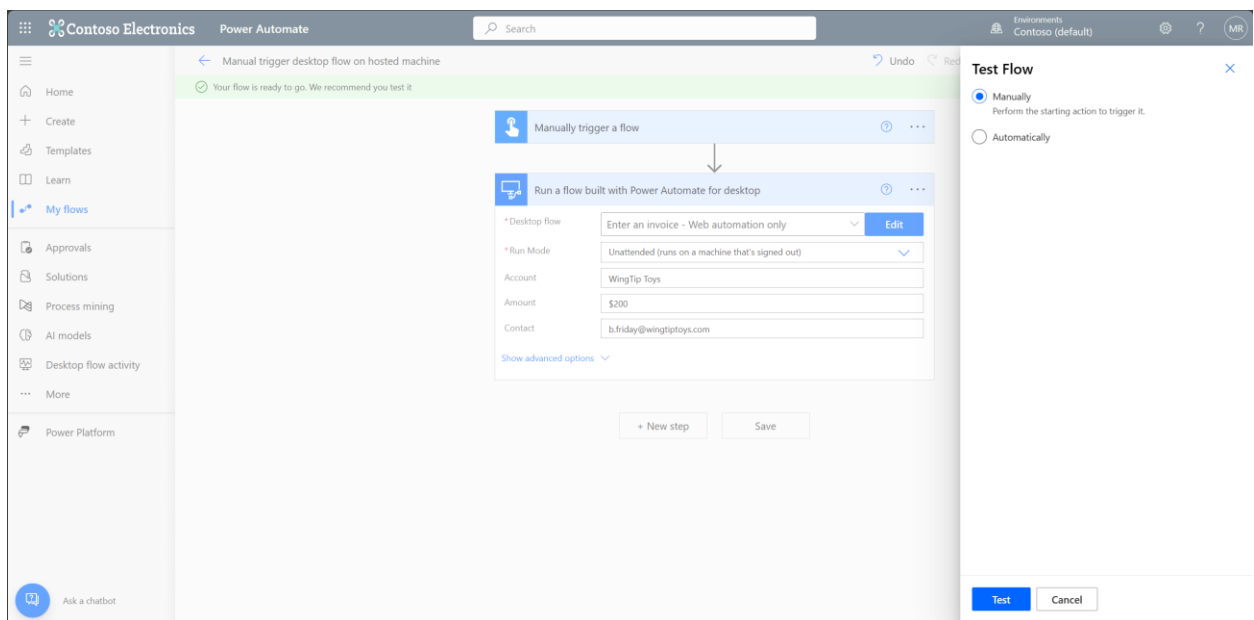 Contoso Electronics
Power Automate
Search
Environments
Contoso (default)
MR
Manual trigger desktop flow on hosted machine
Undo
Red
Your flow is ready to go. We recommend you test it
Home
Create
Templates
Learn
My flows
Approvals
Solutions
Process mining
AI models
Desktop flow activity
More
Power Platform
Ask a chatbot
Manually trigger a flow
Run a flow built with Power Automate for desktop
*Desktop flow Enter an invoice - Web automation only Edit
*Run Mode Unattended (runs on a machine that's signed out)
Account WingTip Toys
Amount $200
Contact b.friday@wingtiptoys.com
Show advanced options
+ New step
Save
Test Flow
Manually
Perform the starting action to trigger it.
Automatically
Test
Cancel